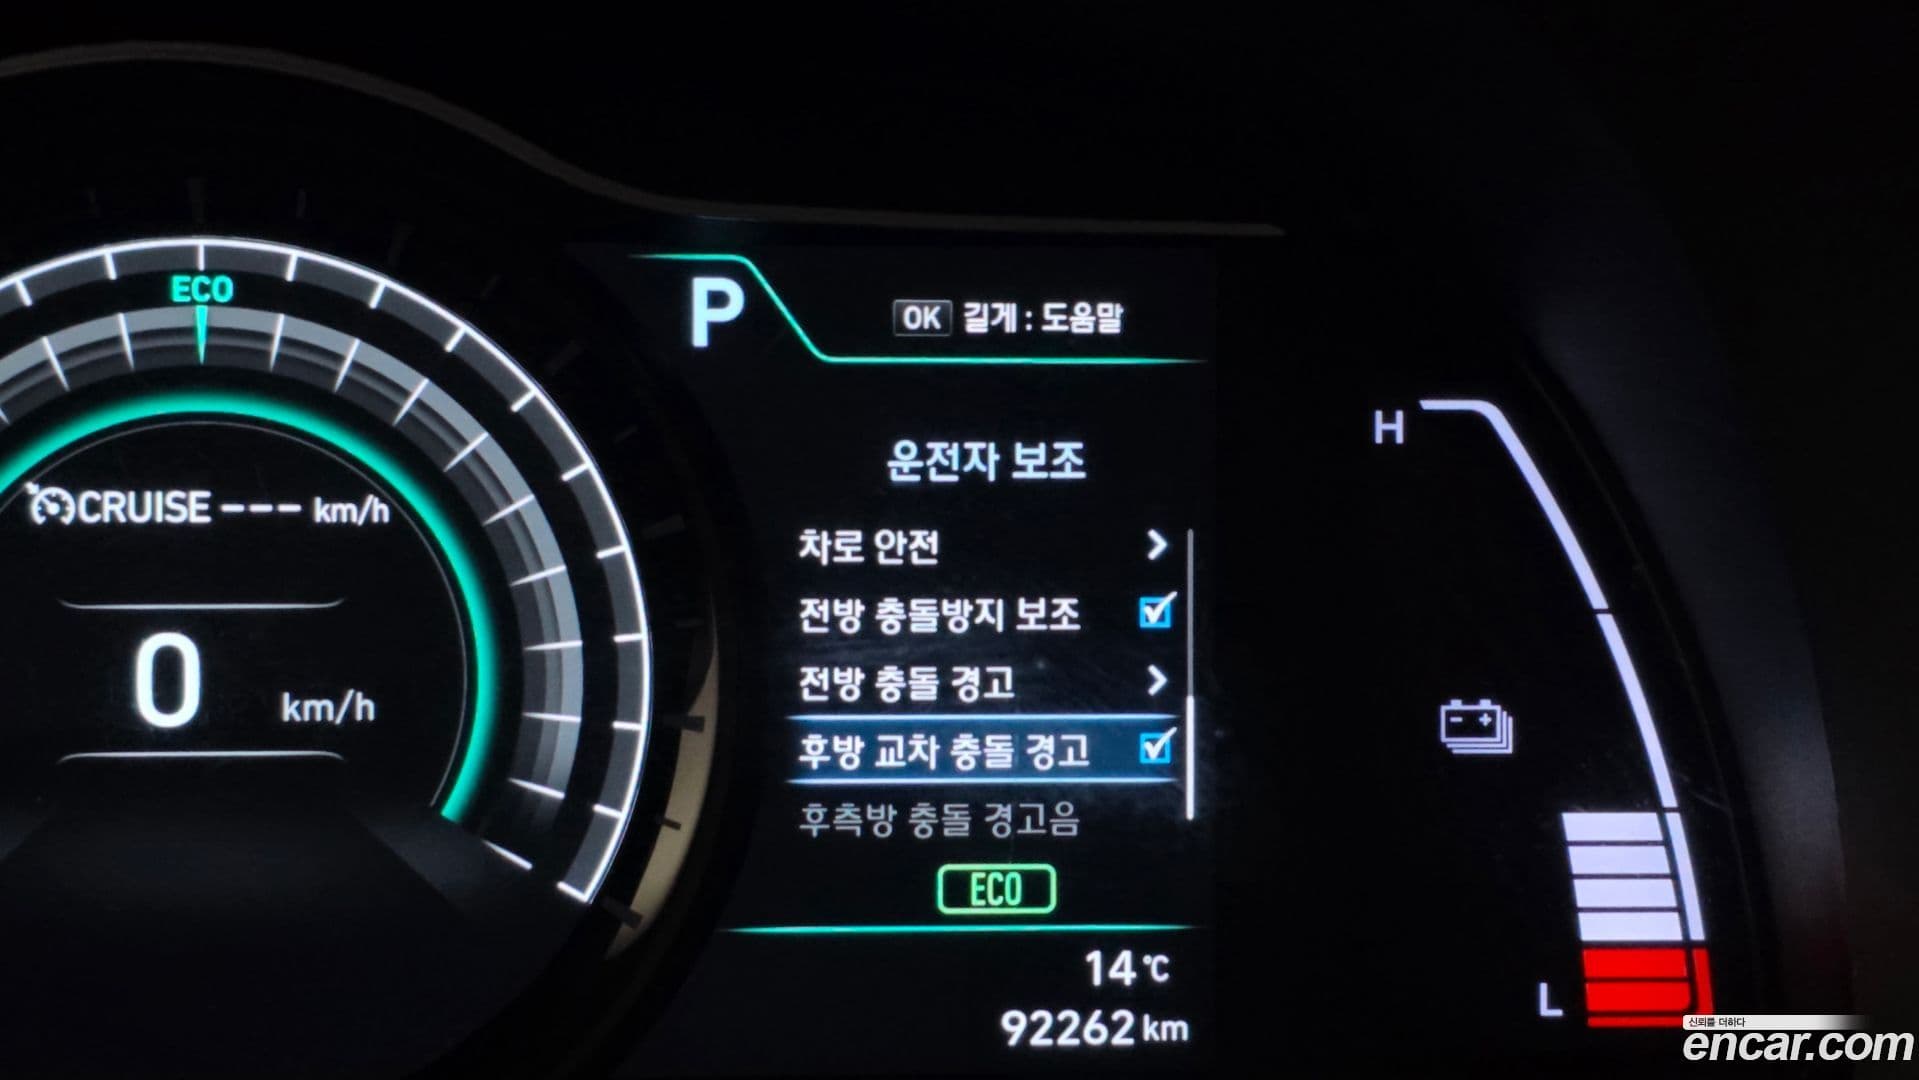 ECO
CRUISE --- km/h
0 km/h
P
OK 길게 : 도움말
운전자 보조
차로 안전
전방 충돌방지 보조
전방 충돌 경고
후방 교차 충돌 경고
후측방 충돌 경고음
ECO
14℃
92262 km
H
L
신뢰를 더하다
encar.com